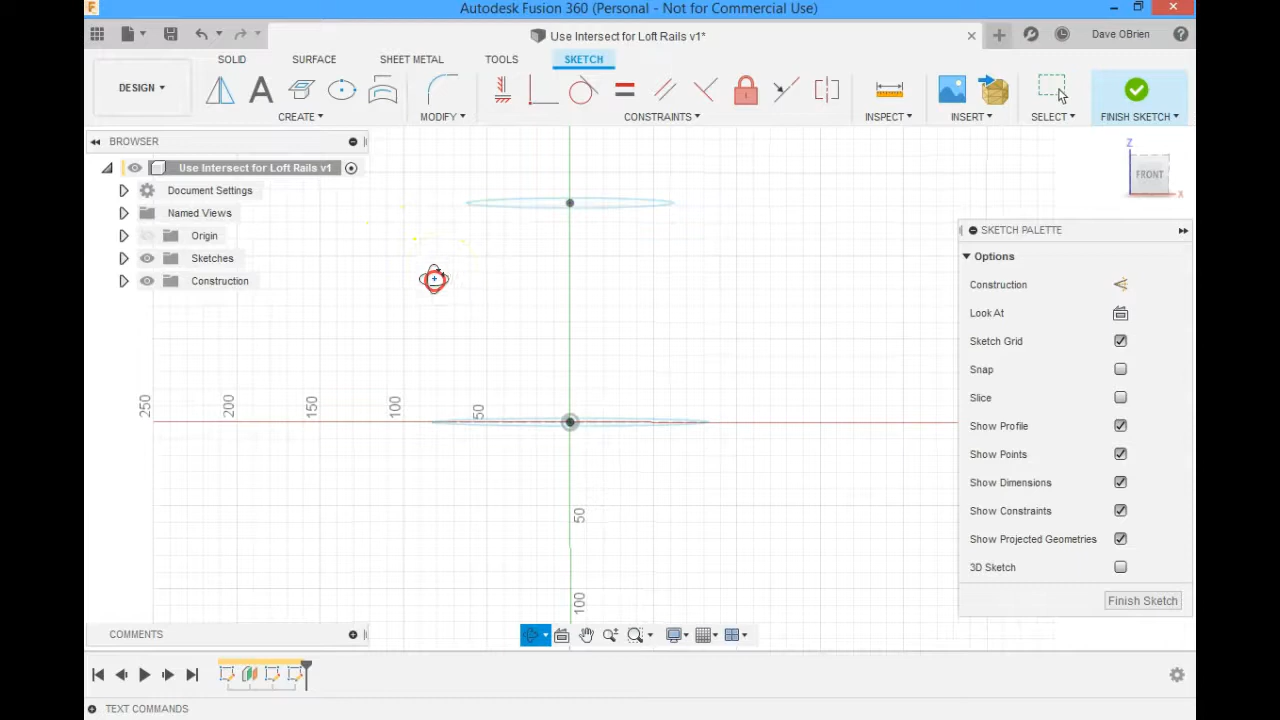 Autodesk Fusion 360 (Personal - Not for Commercial Use)
Use Intersect for Loft Rails v1*
Dave OBrien
DESIGN
SOLID
SURFACE
SHEET METAL
TOOLS
SKETCH
CREATE
MODIFY
CONSTRAINTS
INSPECT
INSERT
SELECT
FINISH SKETCH
BROWSER
Use Intersect for Loft Rails v1
Document Settings
Named Views
Origin
Sketches
Construction
Z
FRONT
X
250
200
150
100
50
50
100
SKETCH PALETTE
Options
Construction
Look At
Sketch Grid
Snap
Slice
Show Profile
Show Points
Show Dimensions
Show Constraints
Show Projected Geometries
3D Sketch
Finish Sketch
COMMENTS
TEXT COMMANDS